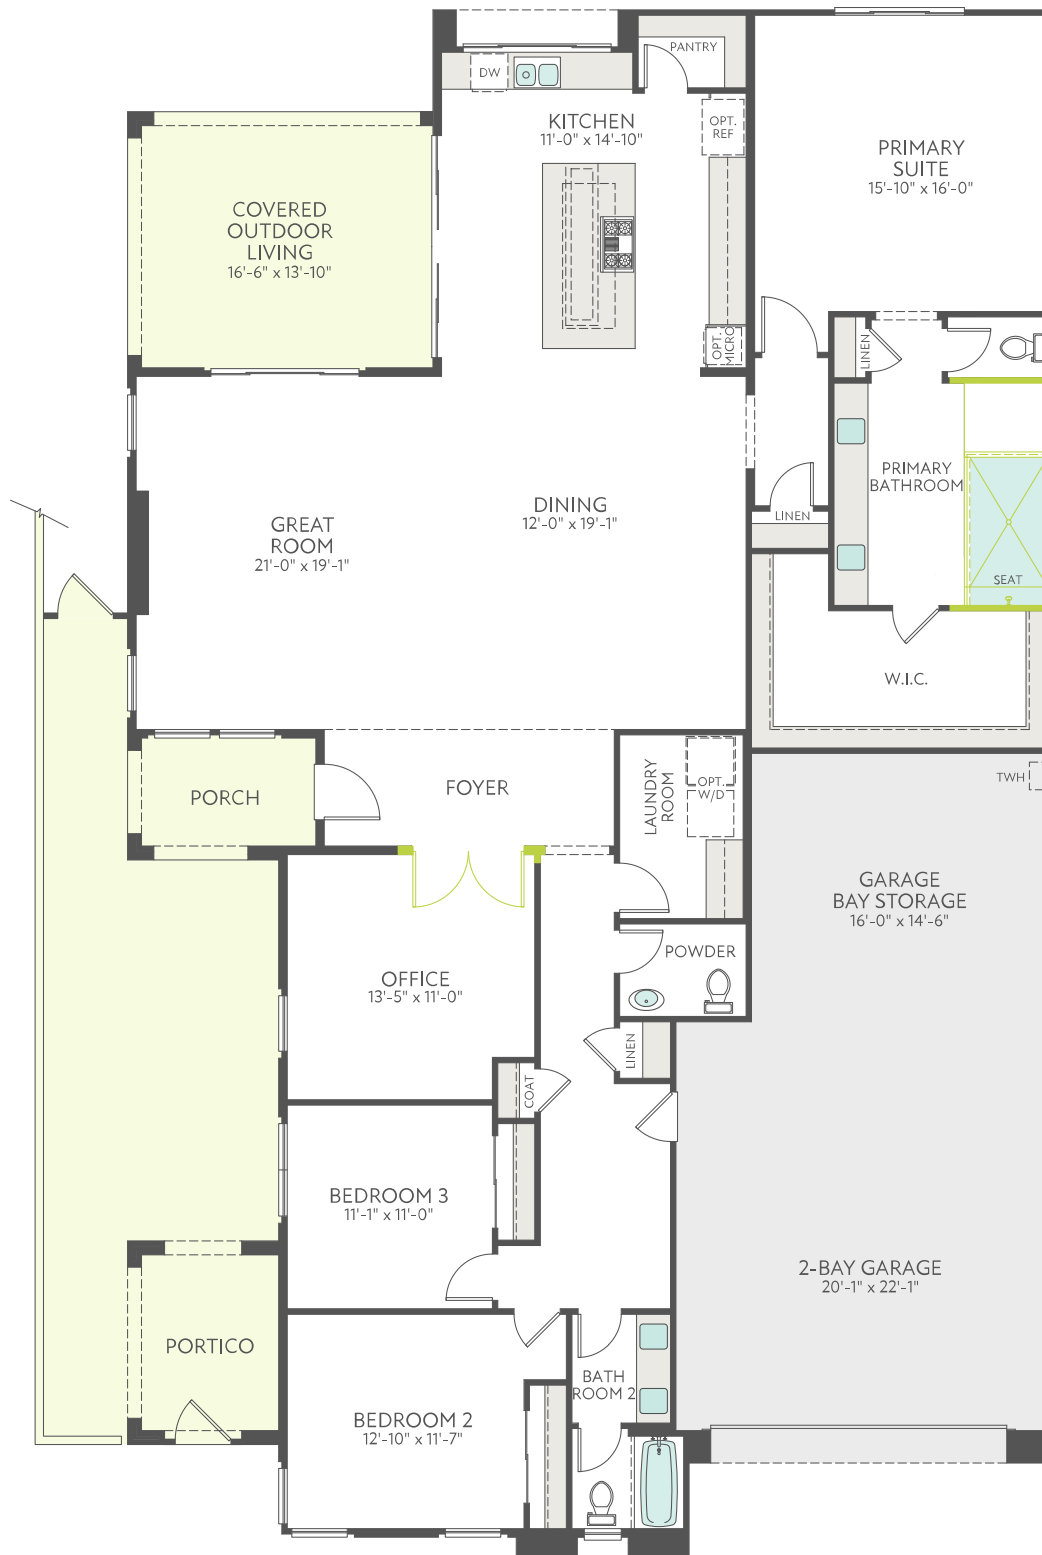 PANTRY
DW
KITCHEN
11'-0" x 14'-10"
OPT.
REF
PRIMARY
SUITE
15'-10" x 16'-0"
COVERED
OUTDOOR
LIVING
16'-6" x 13'-10"
OPT.
MICRO
LINEN
PRIMARY
BATHROOM
DINING
12'-0" x 19'-1"
GREAT
ROOM
21'-0" x 19'-1"
LINEN
SEAT
W.I.C.
TWH
PORCH
FOYER
LAUNDRY
ROOM
OPT.
W/D
GARAGE
BAY STORAGE
16'-0" x 14'-6"
OFFICE
13'-5" x 11'-0"
POWDER
LINEN
COAT
BEDROOM 3
11'-1" x 11'-0"
2-BAY GARAGE
20'-1" x 22'-1"
PORTICO
BATH
ROOM 2
BEDROOM 2
12'-10" x 11'-7"